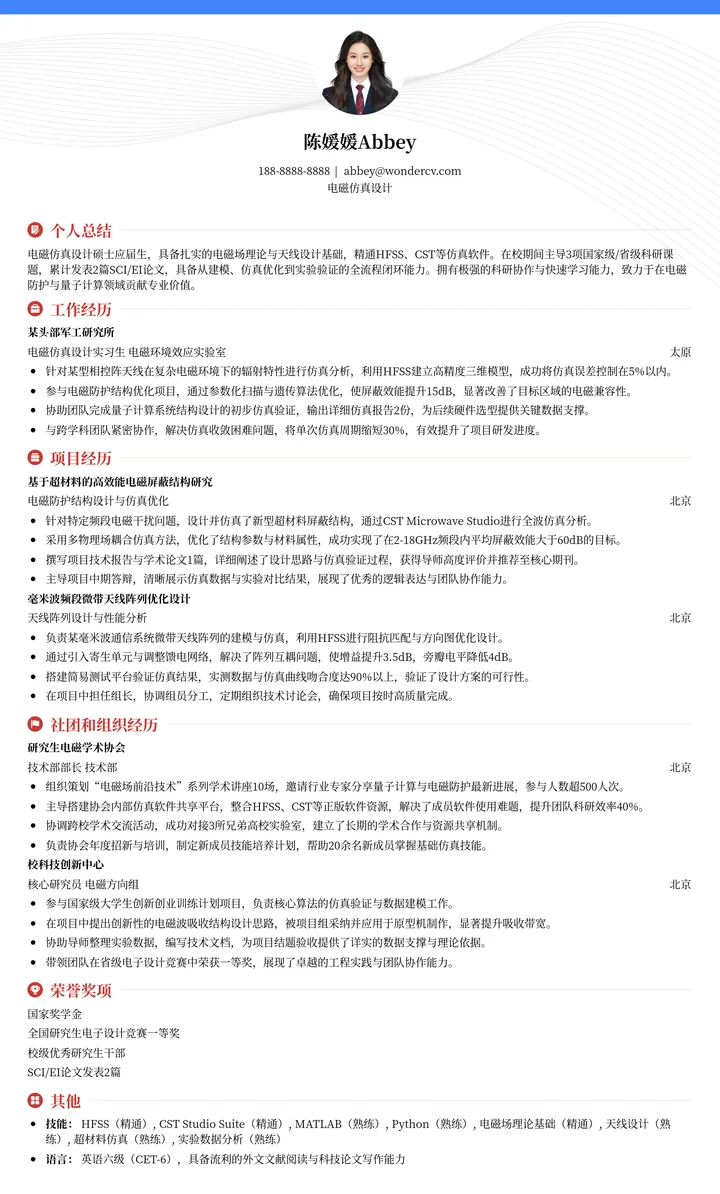 陈媛媛Abbey
188-8888-8888 | abbey@wondercv.com
电磁仿真设计
个人总结
电磁仿真设计硕士应届生，具备扎实的电磁场理论与天线设计基础，精通HFSS、CST等仿真软件。在校期间主导3项国家级/省级科研课
题，累计发表2篇SCI/EI论文，具备从建模、仿真优化到实验验证的全流程闭环能力。拥有极强的科研协作与快速学习能力，致力于在电磁
防护与量子计算领域贡献专业价值。
工作经历
某头部军工研究所
电磁仿真设计实习生 电磁环境效应实验室 太原
• 针对某型相控阵天线在复杂电磁环境下的辐射特性进行仿真分析，利用HFSS建立高精度三维模型，成功将仿真误差控制在5%以内。
• 参与电磁防护结构优化项目，通过参数化扫描与遗传算法优化，使屏蔽效能提升15dB，显著改善了目标区域的电磁兼容性。
• 协助团队完成量子计算系统结构设计的初步仿真验证，输出详细仿真报告2份，为后续硬件选型提供关键数据支撑。
• 与跨学科团队紧密协作，解决仿真收敛困难问题，将单次仿真周期缩短30%，有效提升了项目研发进度。
项目经历
基于超材料的高效能电磁屏蔽结构研究
电磁防护结构设计与仿真优化 北京
• 针对特定频段电磁干扰问题，设计并仿真了新型超材料屏蔽结构，通过CST Microwave Studio进行全波仿真分析。
• 采用多物理场耦合仿真方法，优化了结构参数与材料属性，成功实现了在2-18GHz频段内平均屏蔽效能大于60dB的目标。
• 撰写项目技术报告与学术论文1篇，详细阐述了设计思路与仿真验证过程，获得导师高度评价并推荐至核心期刊。
• 主导项目中期答辩，清晰展示仿真数据与实验对比结果，展现了优秀的逻辑表达与团队协作能力。
毫米波频段微带天线阵列优化设计
天线阵列设计与性能分析 北京
• 负责某毫米波通信系统微带天线阵列的建模与仿真，利用HFSS进行阻抗匹配与方向图优化设计。
• 通过引入寄生单元与调整馈电网络，解决了阵列互耦问题，使增益提升3.5dB，旁瓣电平降低4dB。
• 搭建简易测试平台验证仿真结果，实测数据与仿真曲线吻合度达90%以上，验证了设计方案的可行性。
• 在项目中担任组长，协调组员分工，定期组织技术讨论会，确保项目按时高质量完成。
社团和组织经历
研究生电磁学术协会
技术部部长 技术部 北京
• 组织策划“电磁场前沿技术”系列学术讲座10场，邀请行业专家分享量子计算与电磁防护最新进展，参与人数超500人次。
• 主导搭建协会内部仿真软件共享平台，整合HFSS、CST等正版软件资源，解决了成员软件使用难题，提升团队科研效率40%。
• 协调跨校学术交流活动，成功对接3所兄弟高校实验室，建立了长期的学术合作与资源共享机制。
• 负责协会年度招新与培训，制定新成员技能培养计划，帮助20余名新成员掌握基础仿真技能。
校科技创新中心
核心研究员 电磁方向组 北京
• 参与国家级大学生创新创业训练计划项目，负责核心算法的仿真验证与数据建模工作。
• 在项目中提出创新性的电磁波吸收结构设计思路，被项目组采纳并应用于原型机制作，显著提升吸收带宽。
• 协助导师整理实验数据，编写技术文档，为项目结题验收提供了详实的数据支撑与理论依据。
• 带领团队在省级电子设计竞赛中荣获一等奖，展现了卓越的工程实践与团队协作能力。
荣誉奖项
国家奖学金
全国研究生电子设计竞赛一等奖
校级优秀研究生干部
SCI/EI论文发表2篇
其他
• 技能： HFSS（精通）, CST Studio Suite（精通）, MATLAB（熟练）, Python（熟练）, 电磁场理论基础（精通）, 天线设计（熟
练）, 超材料仿真（熟练）, 实验数据分析（熟练）
• 语言： 英语六级（CET-6），具备流利的外文文献阅读与科技论文写作能力